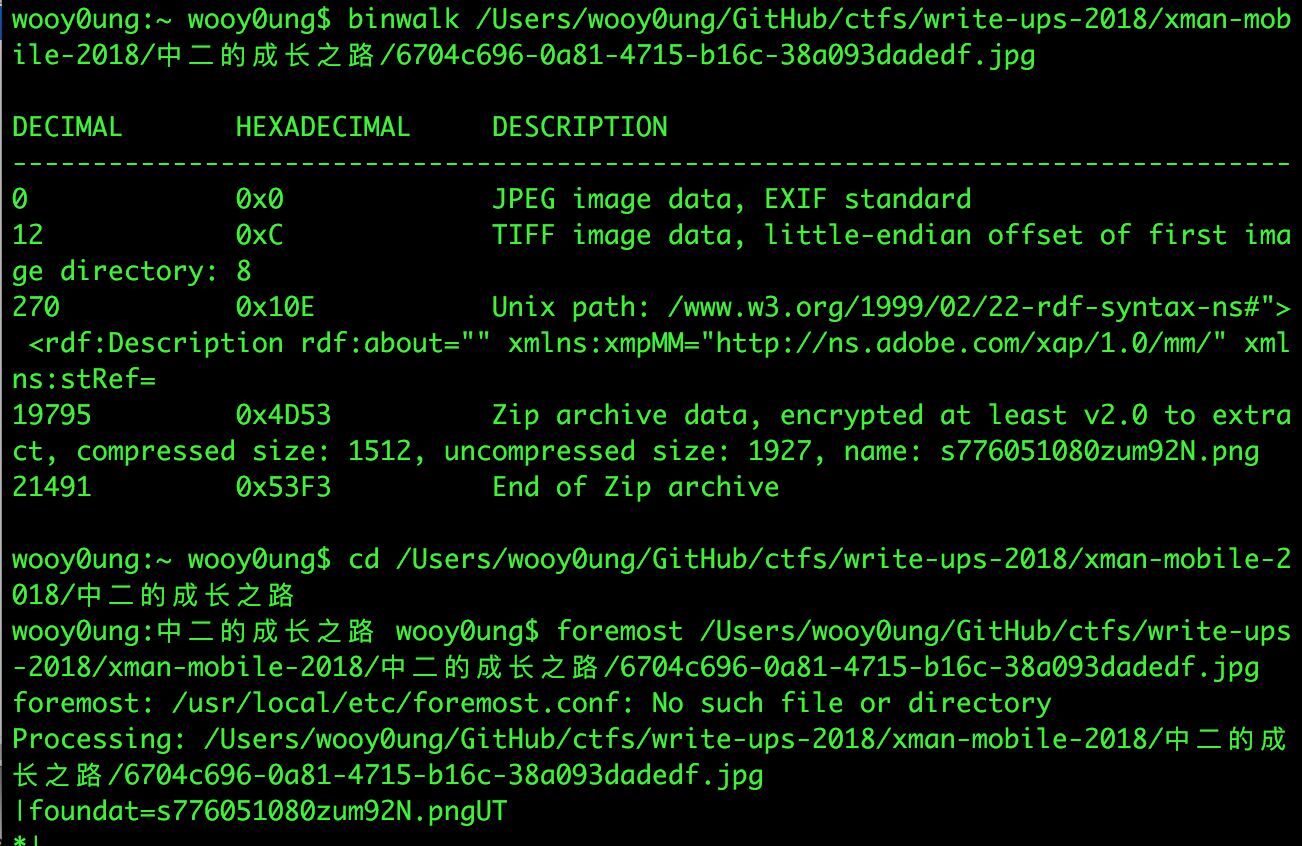 wooy0ung:~ wooy0ung$ binwalk /Users/wooy0ung/GitHub/ctfs/write-ups-2018/xman-mob
ile-2018/中二的成长之路/6704c696-0a81-4715-b16c-38a093dadedf.jpg
DECIMAL       HEXADECIMAL     DESCRIPTION
--------------------------------------------------------------------------------
0             0x0             JPEG image data, EXIF standard
12            0xC             TIFF image data, little-endian offset of first ima
ge directory: 8
270           0x10E           Unix path: /www.w3.org/1999/02/22-rdf-syntax-ns#">
 <rdf:Description rdf:about="" xmlns:xmpMM="http://ns.adobe.com/xap/1.0/mm/" xml
ns:stRef=
19795         0x4D53          Zip archive data, encrypted at least v2.0 to extra
ct, compressed size: 1512, uncompressed size: 1927, name: s776051080zum92N.png
21491         0x53F3          End of Zip archive
wooy0ung:~ wooy0ung$ cd /Users/wooy0ung/GitHub/ctfs/write-ups-2018/xman-mobile-2
018/中二的成长之路
wooy0ung:中二的成长之路 wooy0ung$ foremost /Users/wooy0ung/GitHub/ctfs/write-ups
-2018/xman-mobile-2018/中二的成长之路/6704c696-0a81-4715-b16c-38a093dadedf.jpg
foremost: /usr/local/etc/foremost.conf: No such file or directory
Processing: /Users/wooy0ung/GitHub/ctfs/write-ups-2018/xman-mobile-2018/中二的成
长之路/6704c696-0a81-4715-b16c-38a093dadedf.jpg
|foundat=s776051080zum92N.pngUT
*|